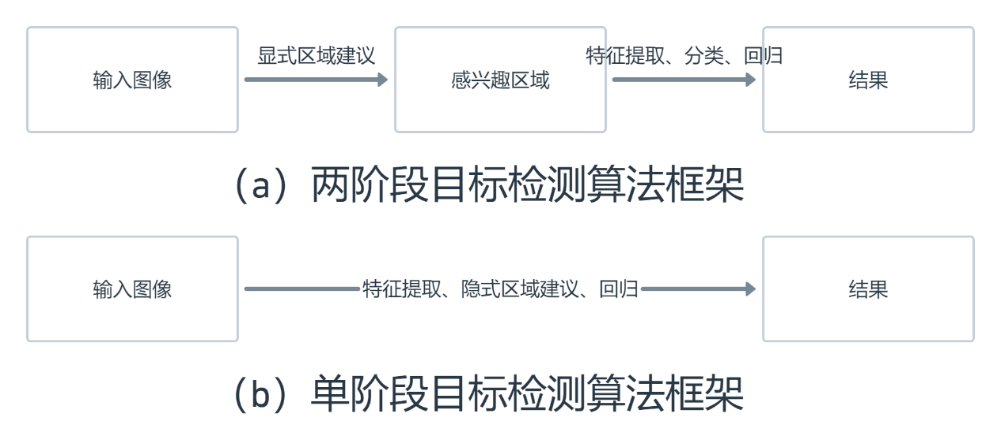 输入图像
显式区域建议
感兴趣区域
特征提取、分类、回归
结果
（a）两阶段目标检测算法框架
输入图像
特征提取、隐式区域建议、回归
结果
（b）单阶段目标检测算法框架